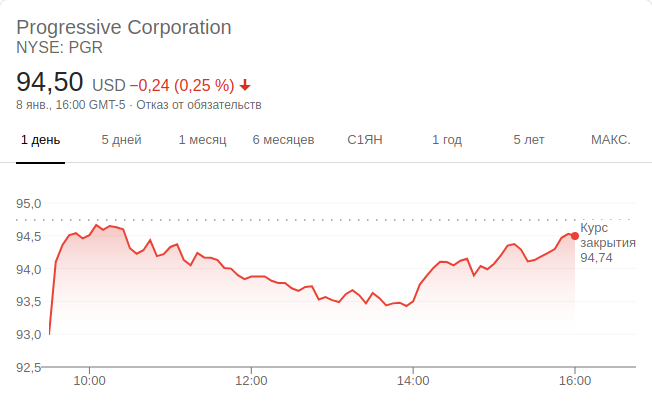 Progressive Corporation
NYSE: PGR
94,50 USD −0,24 (0,25 %)
8 янв., 16:00 GMT-5 · Отказ от обязательств
1 день 5 дней 1 месяц 6 месяцев С1ЯН 1 год 5 лет МАКС.
95,0
94,5
94,0
93,5
93,0
92,5
Курс
закрытия
94,74
10:00 12:00 14:00 16:00